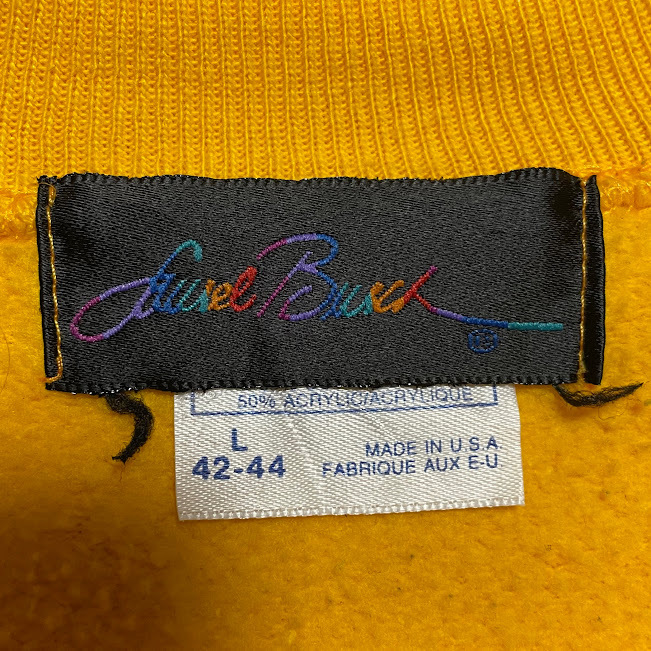 Laurel Burch
50% ACRYLIC/ACRYLIQUE
L
42-44
MADE IN U.S.A
FABRIQUE AUX E-U